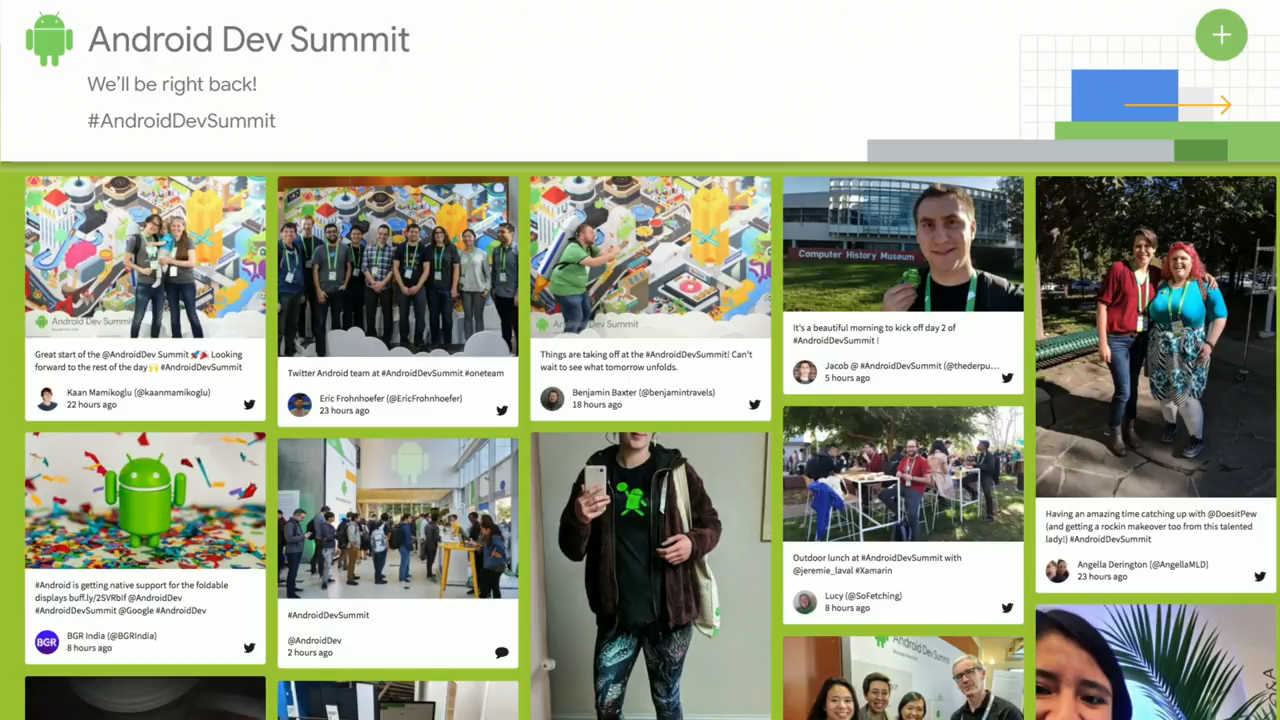 Android Dev Summit
We'll be right back!
#AndroidDevSummit
Android Dev Summit
Great start of the @AndroidDev Summit 🚀🎉 Looking
forward to the rest of the day 🙌 #AndroidDevSummit
Kaan Mamikoglu (@kaanmamikoglu)
22 hours ago
#Android is getting native support for the foldable
displays buff.ly/2SVRbIf @AndroidDev
#AndroidDevSummit @Google #AndroidDev
BGR
BGR India (@BGRIndia)
8 hours ago
Twitter Android team at #AndroidDevSummit #oneteam
Eric Frohnhoefer (@EricFrohnhoefer)
23 hours ago
#AndroidDevSummit
@AndroidDev
2 hours ago
Android Dev Summit
Things are taking off at the #AndroidDevSummit! Can't
wait to see what tomorrow unfolds.
Benjamin Baxter (@benjamintravels)
18 hours ago
Computer History Museum
It's a beautiful morning to kick off day 2 of
#AndroidDevSummit !
Jacob @ #AndroidDevSummit (@thederpu...
5 hours ago
Outdoor lunch at #AndroidDevSummit with
@jeremie_laval #Xamarin
Lucy (@SoFetching)
8 hours ago
Android Dev Summit
Having an amazing time catching up with @DoesitPew
(and getting a rockin makeover too from this talented
lady!) #AndroidDevSummit
Angella Derington (@AngellaMLD)
23 hours ago